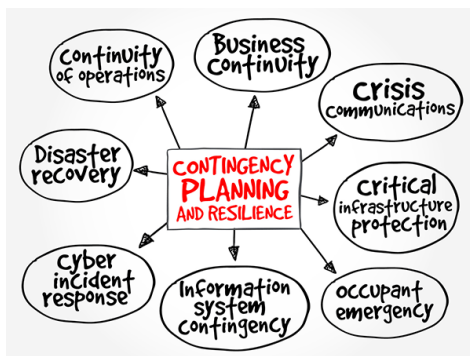 Continuity
of operations
Business
continuity
Crisis
communications
Disaster
recovery
CONTINGENCY
PLANNING
AND RESILIENCE
Critical
infrastructure
protection
Cyber
incident
response
Information
system
contingency
Occupant
emergency